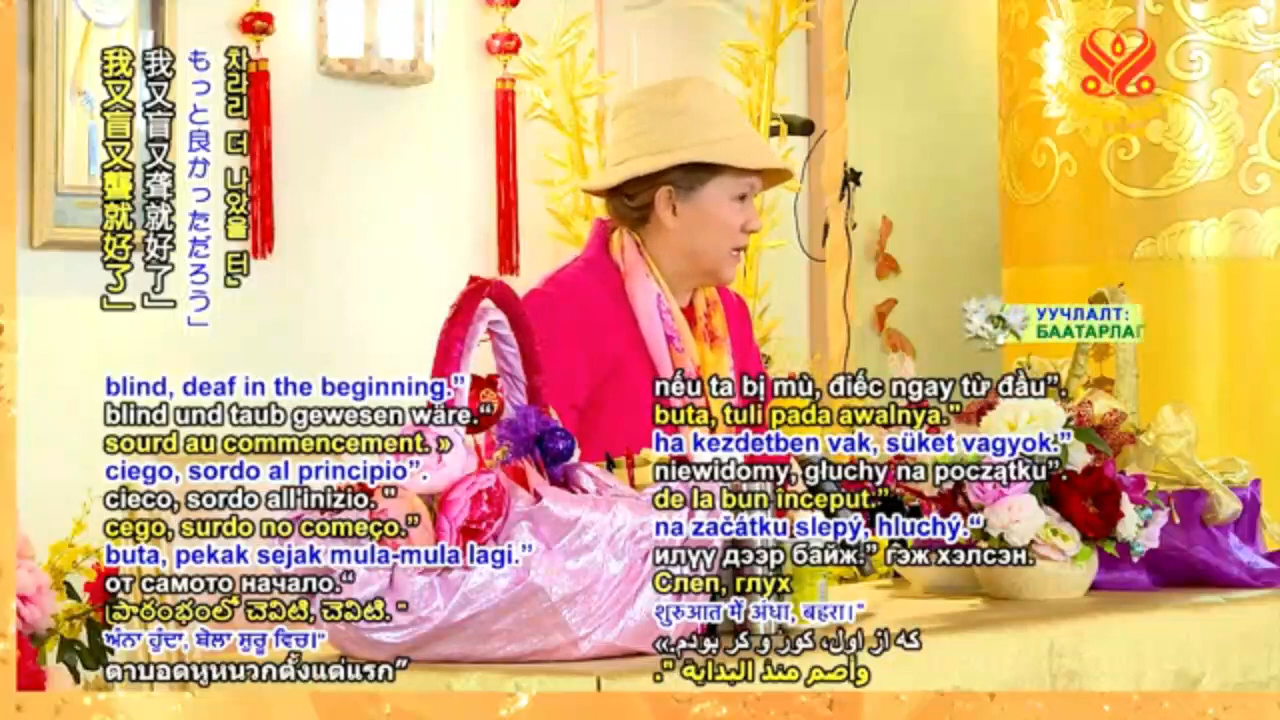 차라리 더 나았을 터』
もっと良かっただろう」
我又盲又聾就好了」
我又盲又聋就好了」
УУЧЛАЛТ:
БААТАРЛАГ
blind, deaf in the beginning.”
blind und taub gewesen wäre.“
sourd au commencement. »
ciego, sordo al principio”.
cieco, sordo all'inizio. "
cego, surdo no começo.”
buta, pekak sejak mula-mula lagi.”
от самото начало.“
ప్రారంభంలో చెవిటి, చెవిటి. "
ਅੰਨਾ ਹੁੰਦਾ, ਬੋਲਾ ਸ਼ੁਰੂ ਵਿਚ।"
ตาบอดหูหนวกตั้งแต่แรก”
nếu ta bị mù, điếc ngay từ đầu”.
buta, tuli pada awalnya."
ha kezdetben vak, süket vagyok.”
niewidomy, głuchy na początku”.
de la bun început.”
na začátku slepý, hluchý.“
илүү дээр байж.” гэж хэлсэн.
Слеп, глух
शुरुआत में अंधा, बहरा।"
که از اول، کور و کر بودم.»
وأصم منذ البداية ".